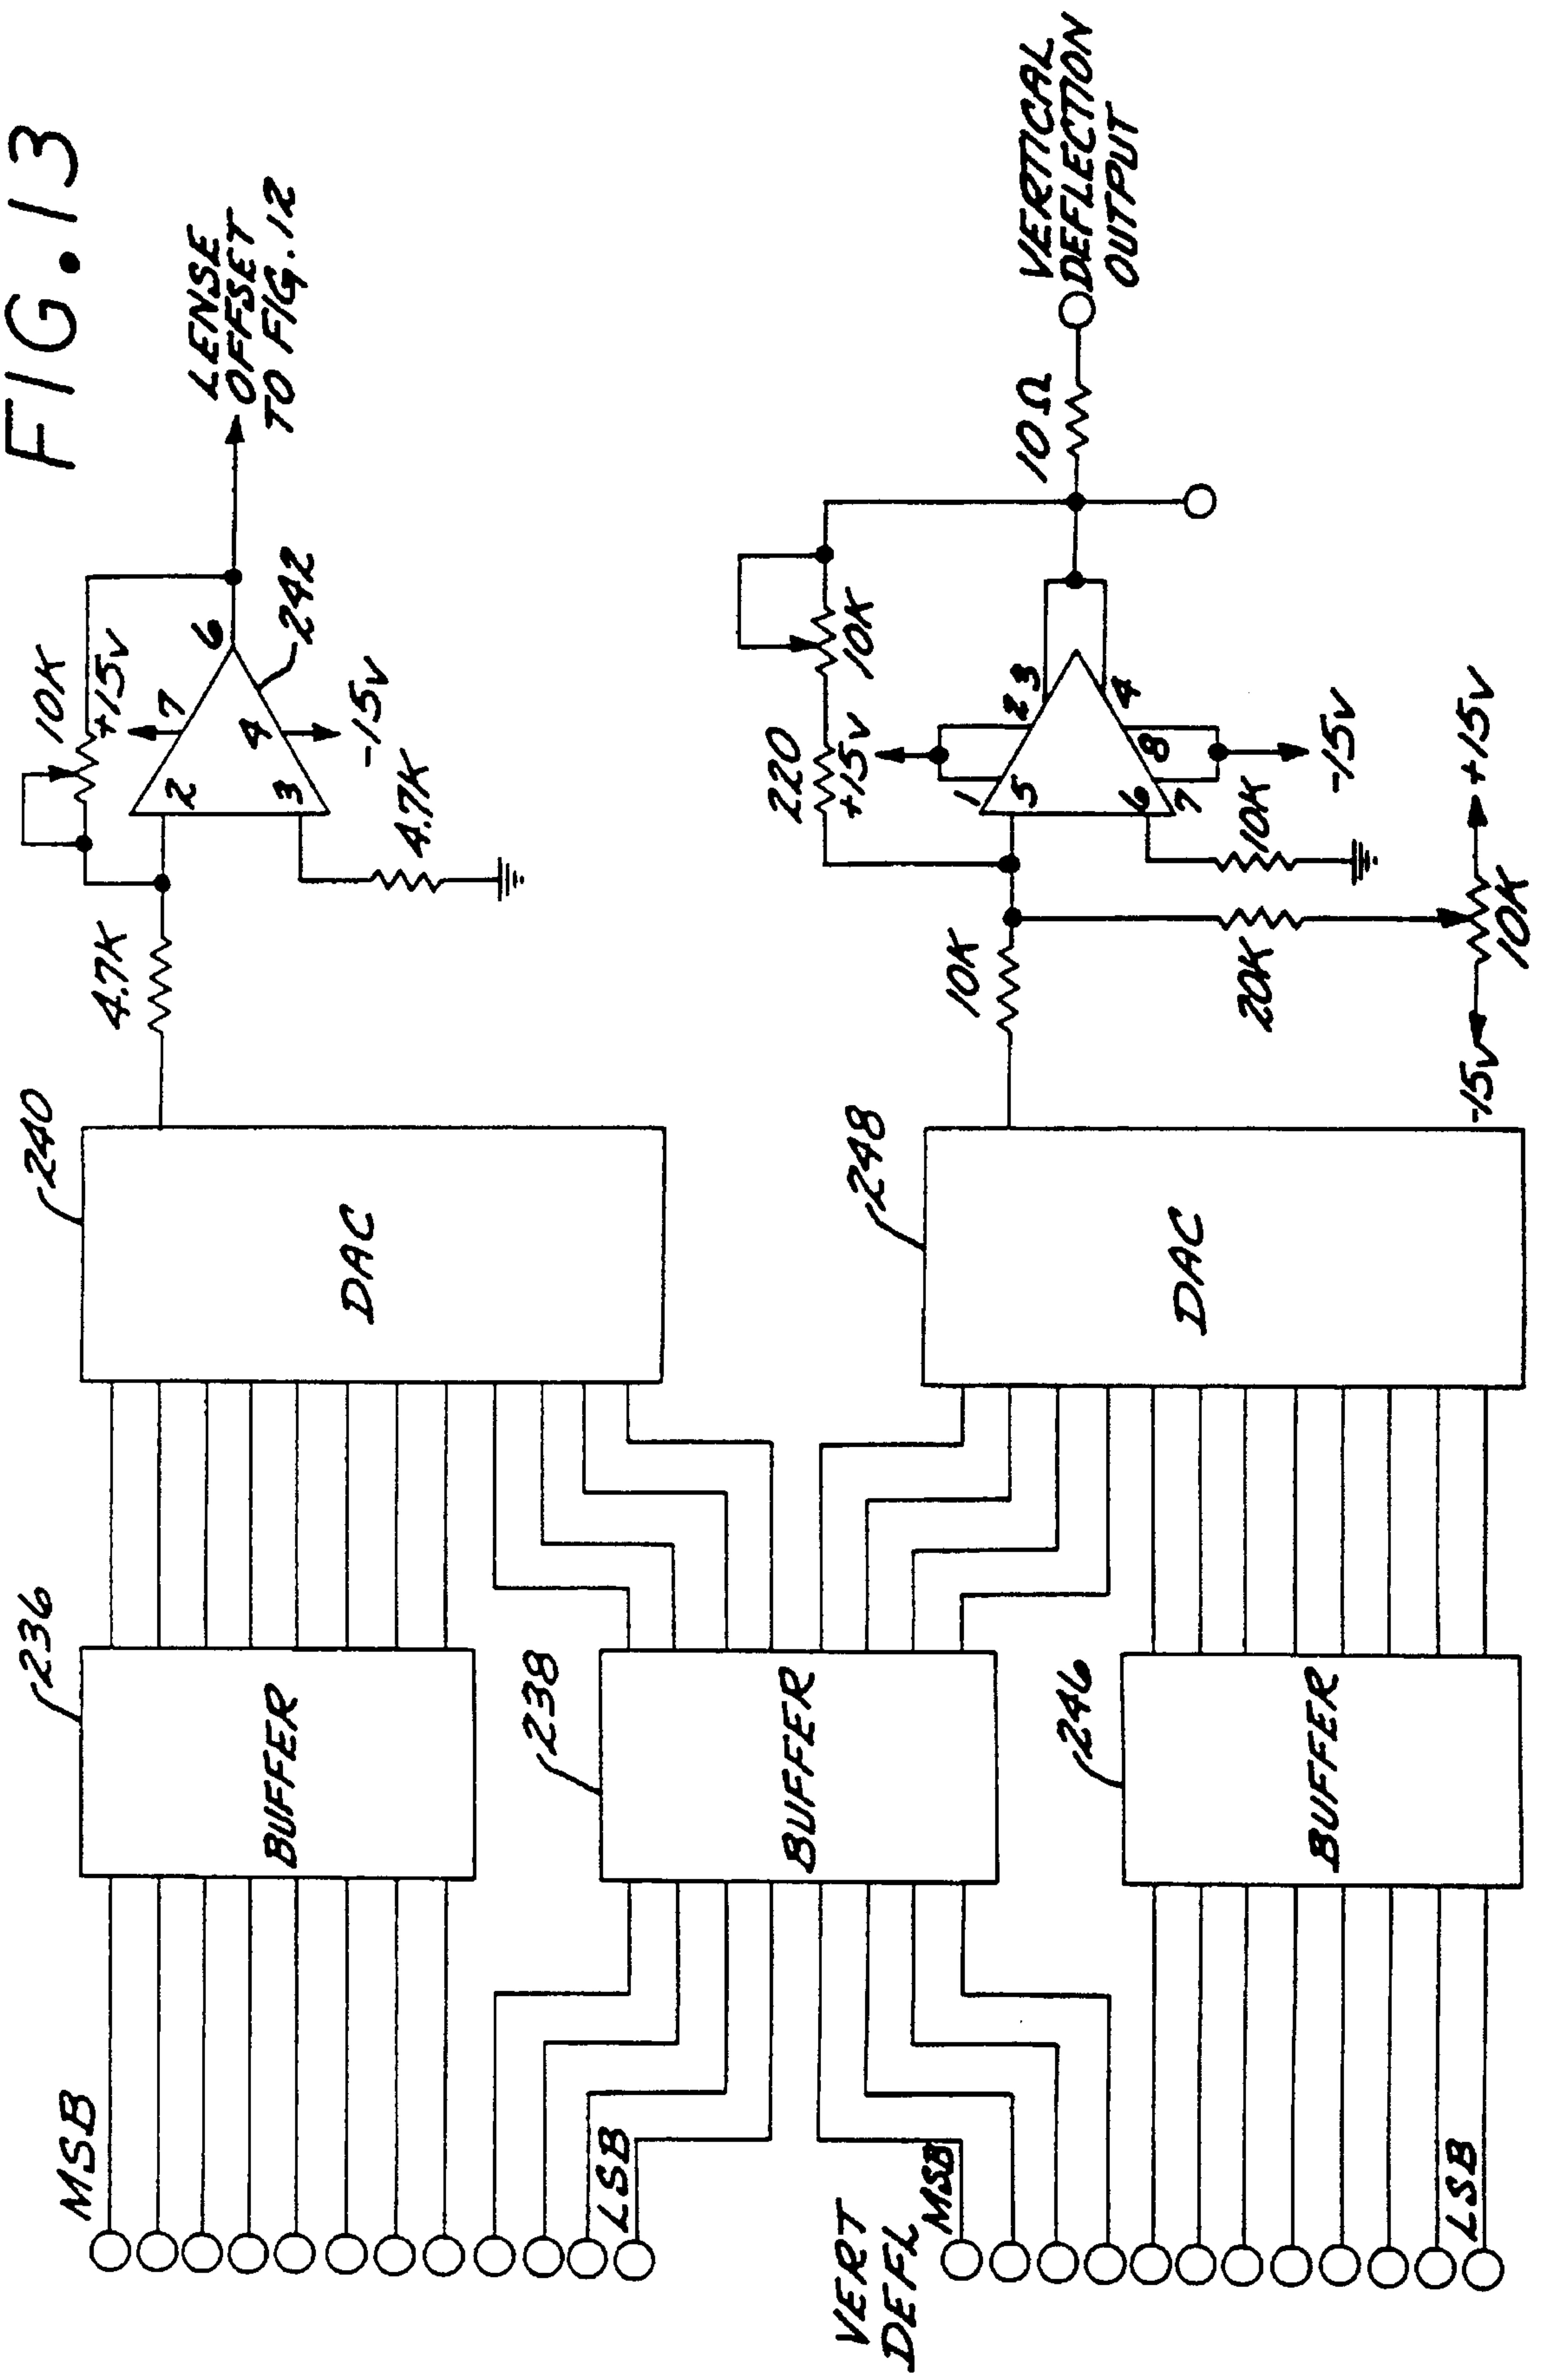 FIG. 13
MSB
LSB
236
BUFFER
238
BUFFER
240
DAC
4.7K
10K
+15V
7
2
6
4
3
242
-15V
4.7K
LENSE
OFFSET
TO FIG. 12
VERT
DEFL
MSB
LSB
246
BUFFER
248
DAC
10K
20K
-15V
10K
+15V
220
10K
+15V
1
2
3
5
6
4
8
7
10K
-15V
10Ω
VERTICAL
DEFLECTION
OUTPUT